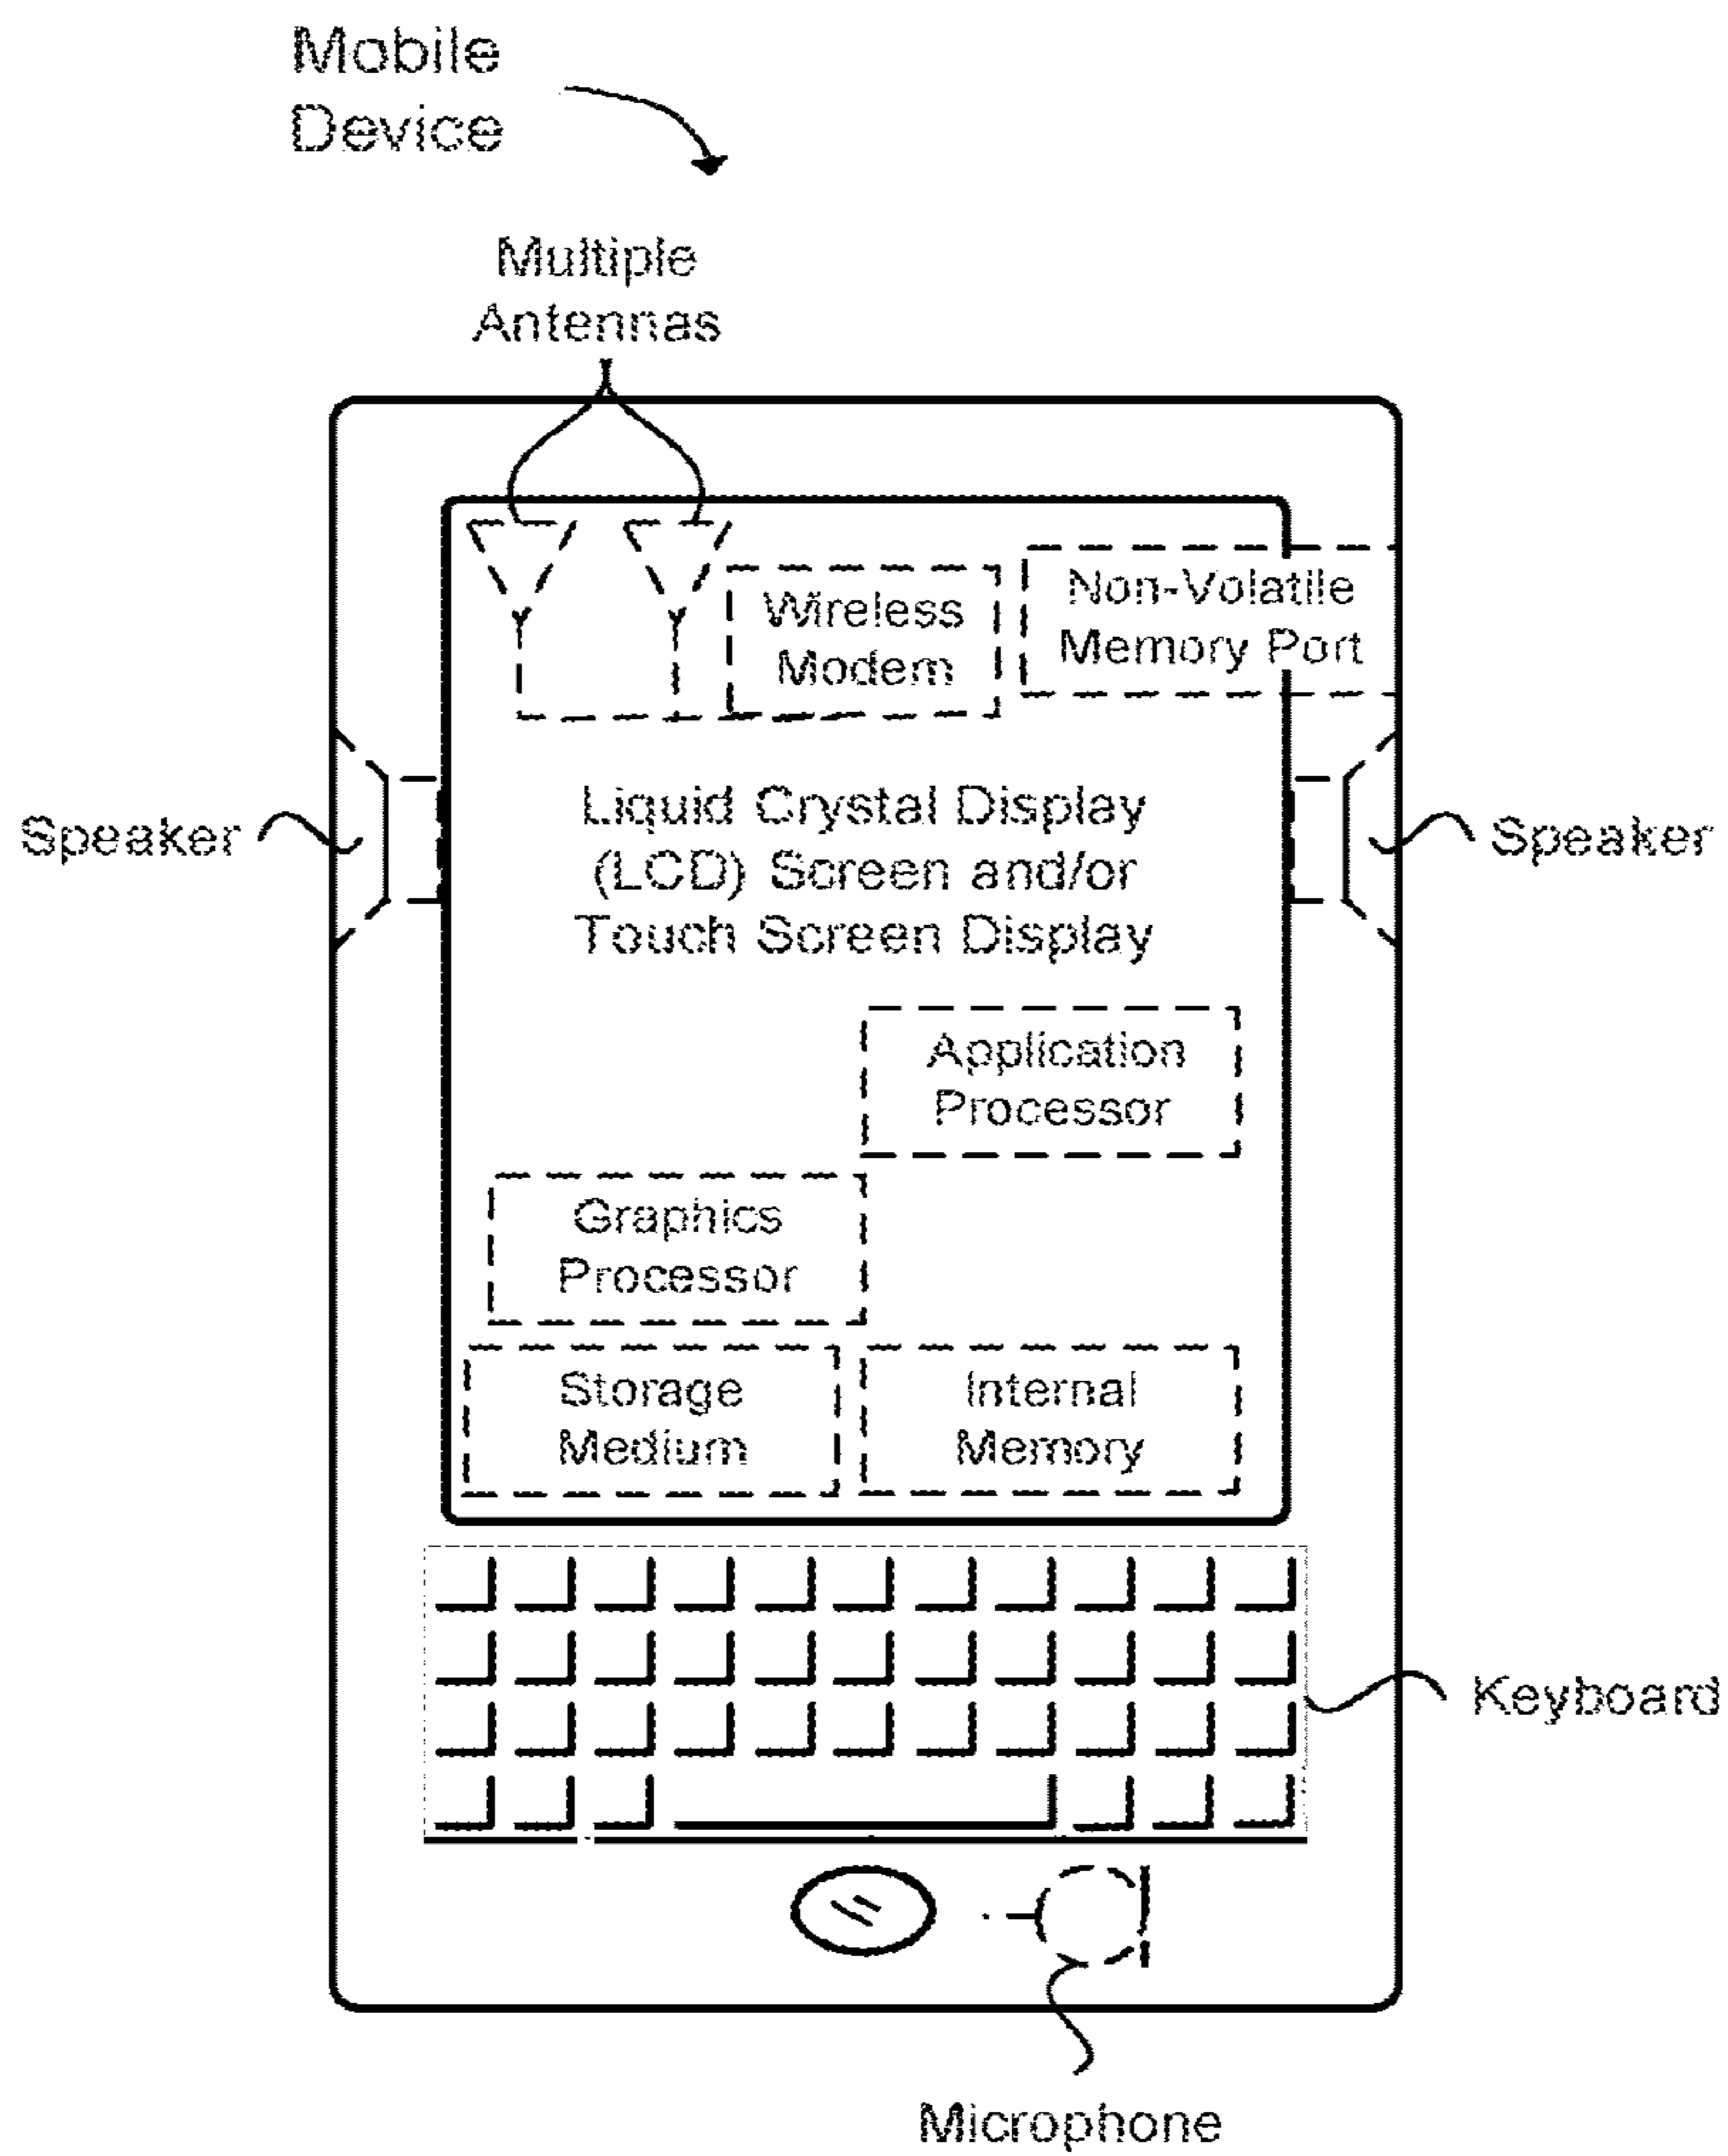 Mobile
Device
Multiple
Antennas
Wireless
Modem
Non-Volatile
Memory Port
Speaker
Liquid Crystal Display
(LCD) Screen and/or
Touch Screen Display
Speaker
Application
Processor
Graphics
Processor
Storage
Medium
Internal
Memory
Keyboard
Microphone